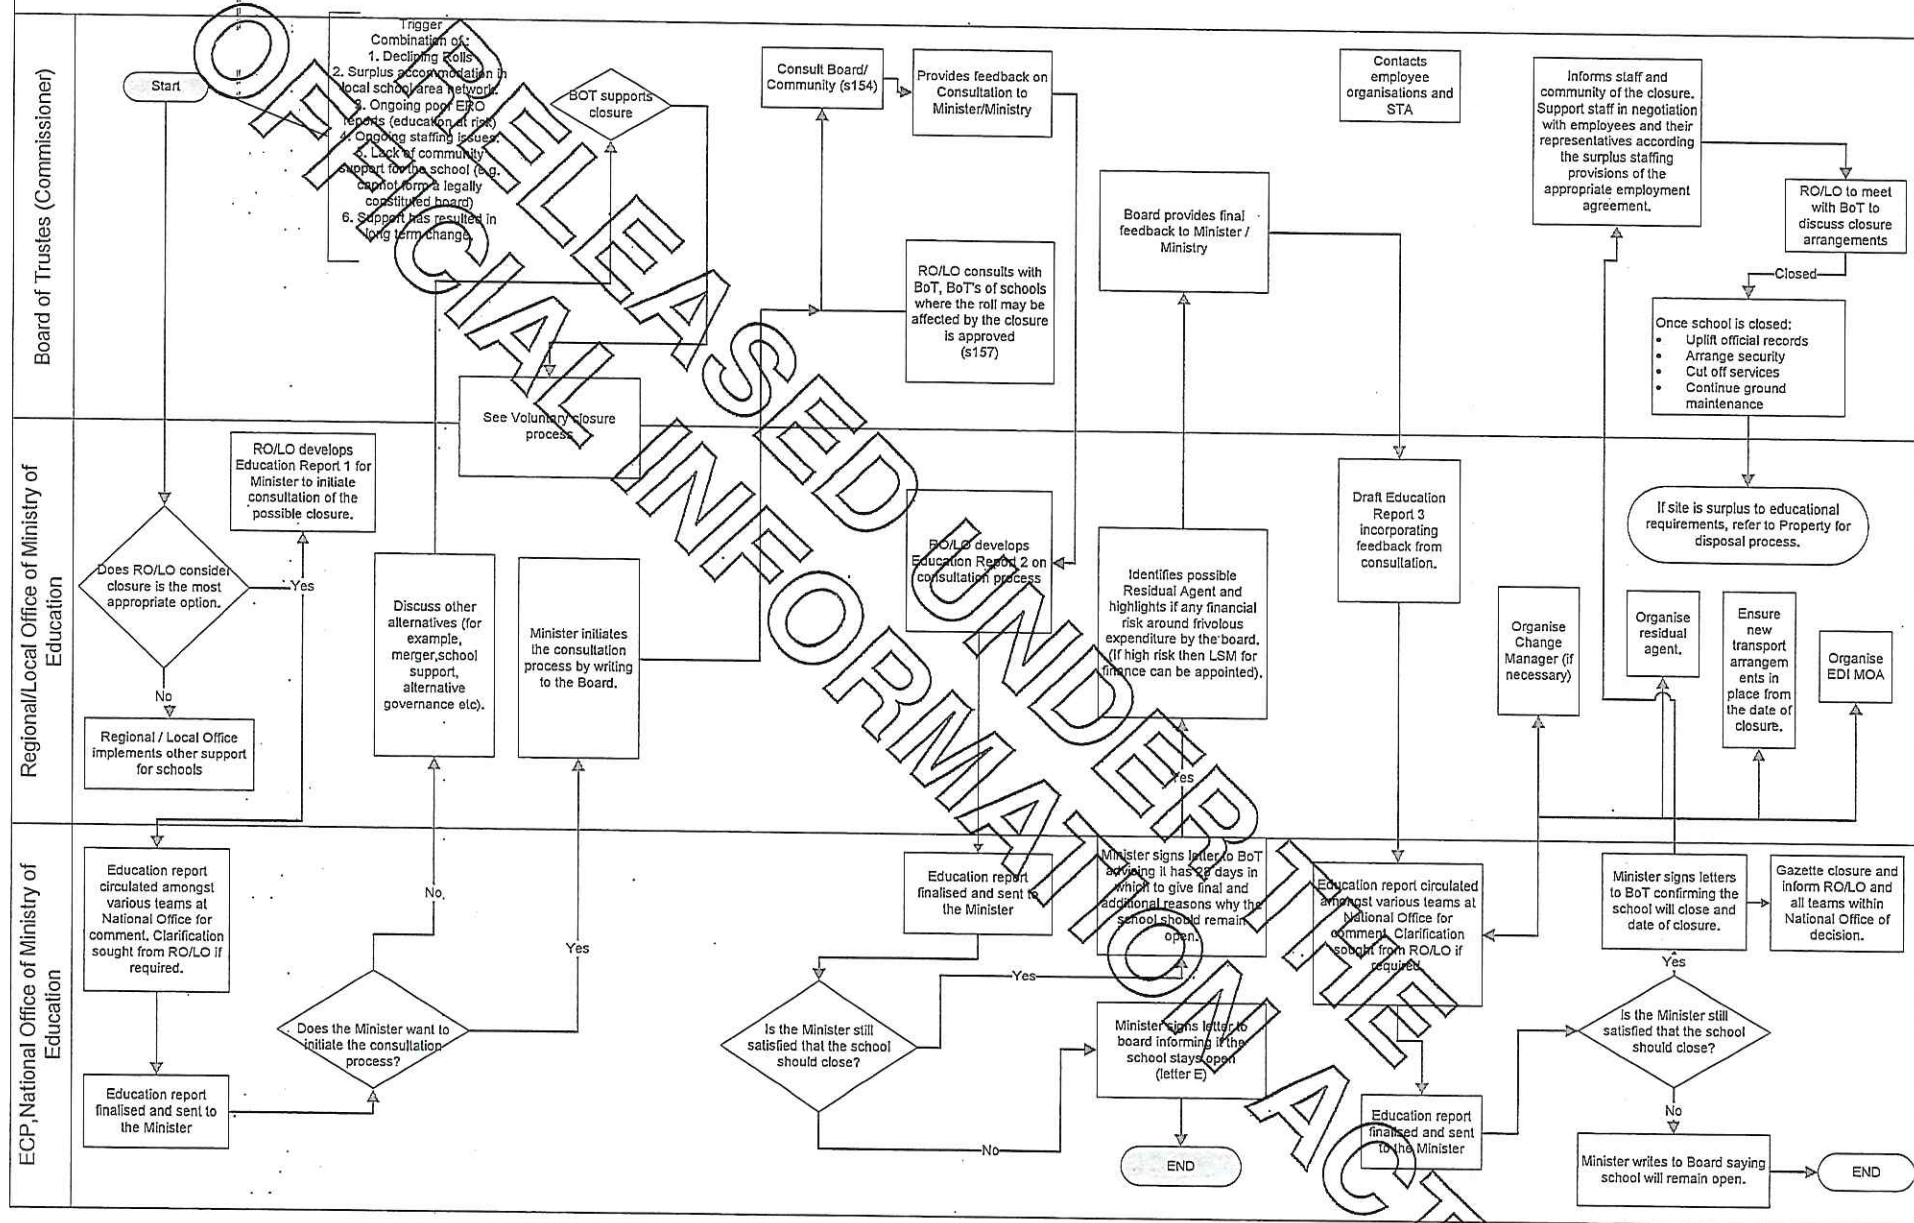 Board of Trustes (Commissioner)
Start
Trigger
Combination of:
1. Declining Rolls
2. Surplus accommodation in
local school area network.
3. Ongoing poor ERO
reports (education at risk)
4. Ongoing staffing issues.
5. Lack of community
support for the school (e.g.
cannot form a legally
constituted board)
6. Support has resulted in
long term change.
BOT supports
closure
Consult Board/
Community (s154)
Provides feedback on
Consultation to
Minister/Ministry
Contacts
employee
organisations and
STA
Informs staff and
community of the closure.
Support staff in negotiation
with employees and their
representatives according
the surplus staffing
provisions of the
appropriate employment
agreement.
RO/LO to meet
with BoT to
discuss closure
arrangements
Board provides final
feedback to Minister /
Ministry
RO/LO consults with
BoT, BoT's of schools
where the roll may be
affected by the closure
is approved
(s157)
Closed
Once school is closed:
• Uplift official records
• Arrange security
• Cut off services
• Continue ground
maintenance
See Voluntary closure
process
Regional/Local Office of Ministry of
Education
RO/LO develops
Education Report 1 for
Minister to initiate
consultation of the
possible closure.
Does RO/LO consider
closure is the most
appropriate option.
Yes
No
Regional / Local Office
implements other support
for schools
Discuss other
alternatives (for
example,
merger,school
support,
alternative
governance etc).
Minister initiates
the consultation
process by writing
to the Board.
RO/LO develops
Education Report 2 on
consultation process
Identifies possible
Residual Agent and
highlights if any financial
risk around frivolous
expenditure by the board.
(If high risk then LSM for
finance can be appointed).
Yes
Draft Education
Report 3
incorporating
feedback from
consultation.
If site is surplus to educational
requirements, refer to Property for
disposal process.
Organise
Change
Manager (if
necessary)
Organise
residual
agent.
Ensure
new
transport
arrangem
ents in
place from
the date of
closure.
Organise
EDI MOA
ECP,National Office of Ministry of
Education
Education report
circulated amongst
various teams at
National Office for
comment. Clarification
sought from RO/LO if
required.
Education report
finalised and sent to
the Minister
No
Does the Minister want to
initiate the consultation
process?
Yes
Education report
finalised and sent to
the Minister
Is the Minister still
satisfied that the school
should close?
Yes
No
Minister signs letter to BoT
advising it has 28 days in
which to give final and
additional reasons why the
school should remain
open.
Minister signs letter to
board informing if the
school stays open
(letter E)
END
Education report circulated
amongst various teams at
National Office for
comment. Clarification
sought from RO/LO if
required.
Education report
finalised and sent
to the Minister
Minister signs letters
to BoT confirming the
school will close and
date of closure.
Gazette closure and
inform RO/LO and
all teams within
National Office of
decision.
Yes
Is the Minister still
satisfied that the school
should close?
No
Minister writes to Board saying
school will remain open.
END
RELEASED UNDER THE
OFFICIAL INFORMATION ACT